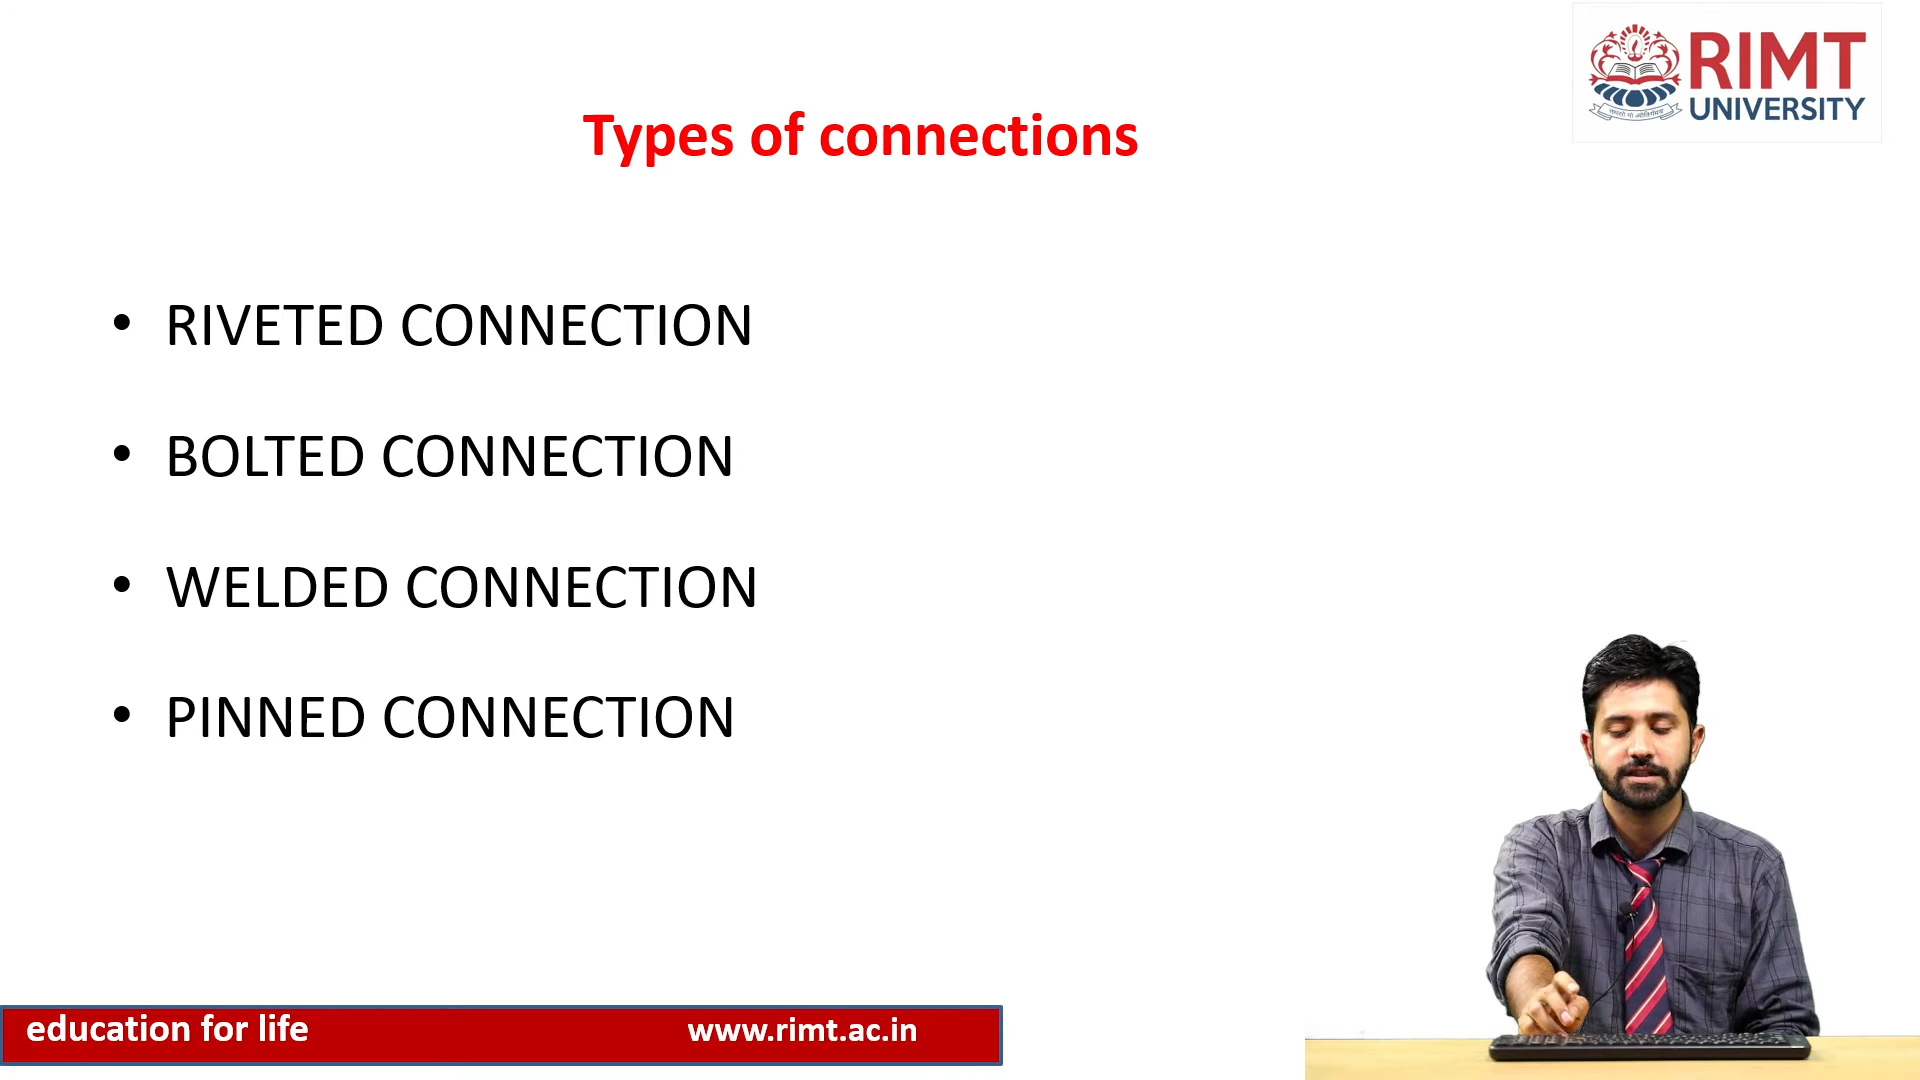 RIMT
UNIVERSITY
Types of connections
• RIVETED CONNECTION
• BOLTED CONNECTION
• WELDED CONNECTION
• PINNED CONNECTION
education for life
www.rimt.ac.in